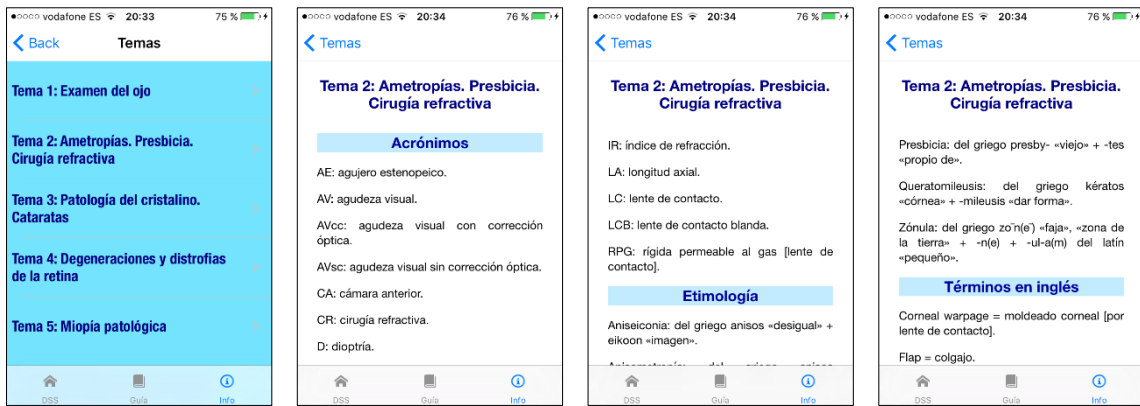 vodafone ES 20:33 75 %
Back Temas
Tema 1: Examen del ojo
Tema 2: Ametropías. Presbicia.
Cirugía refractiva
Tema 3: Patología del cristalino.
Cataratas
Tema 4: Degeneraciones y distrofias
de la retina
Tema 5: Miopía patológica
DSS Guía Info
vodafone ES 20:34 76 %
Temas
Tema 2: Ametropías. Presbicia.
Cirugía refractiva
Acrónimos
AE: agujero estenopeico.
AV: agudeza visual.
AVcc: agudeza visual con corrección
óptica.
AVsc: agudeza visual sin corrección óptica.
CA: cámara anterior.
CR: cirugía refractiva.
D: dioptría.
DSS Guía Info
vodafone ES 20:34 76 %
Temas
Tema 2: Ametropías. Presbicia.
Cirugía refractiva
IR: índice de refracción.
LA: longitud axial.
LC: lente de contacto.
LCB: lente de contacto blanda.
RPG: rígida permeable al gas [lente de
contacto].
Etimología
Aniseiconia: del griego anisos «desigual» +
eikoon «imagen».
DSS Guía Info
vodafone ES 20:34 76 %
Temas
Tema 2: Ametropías. Presbicia.
Cirugía refractiva
Presbicia: del griego presby- «viejo» + -tes
«propio de».
Queratomileusis: del griego kératos
«córnea» + -mileusis «dar forma».
Zónula: del griego zo¯n(e¯) «faja», «zona de
la tierra» + -n(e) + -ul-a(m) del latín
«pequeño».
Términos en inglés
Corneal warpage = moldeado corneal [por
lente de contacto].
Flap = colgajo.
DSS Guía Info